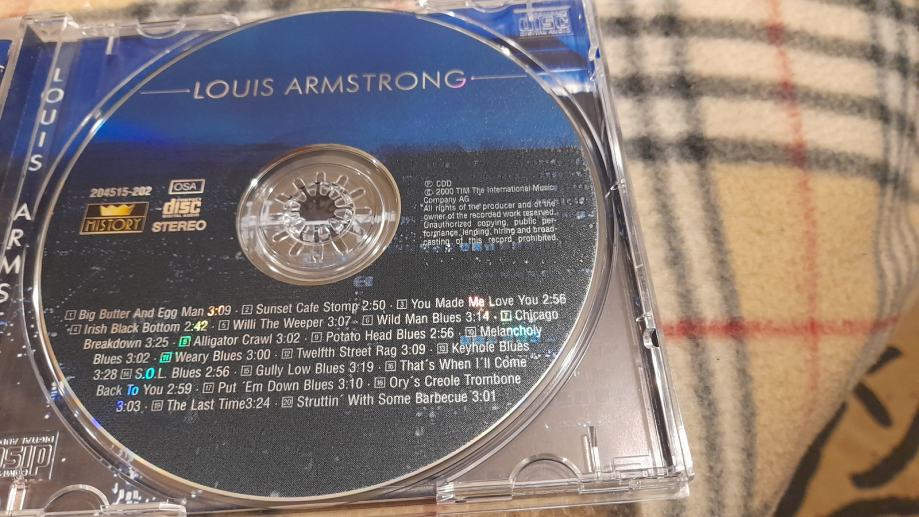 LOUIS ARMSTRONG
LOUIS ARMS
disc
DIGITAL AUDIO
204515-202 OSA
HISTORY
disc
DIGITAL AUDIO
STEREO
℗ CDD
© 2000 TIM The International Music
Company AG
All rights of the producer and of the
owner of the recorded work reserved.
Unauthorized copying, public per-
formance, lending, hiring and broad-
casting of this record prohibited.
1 Big Butter And Egg Man 3:09 · 2 Sunset Cafe Stomp 2:50 · 3 You Made Me Love You 2:56
· 4 Irish Black Bottom 2:42 · 5 Willi The Weeper 3:07 · 6 Wild Man Blues 3:14 · 7 Chicago
Breakdown 3:25 · 8 Alligator Crawl 3:02 · 9 Potato Head Blues 2:56 · 10 Melancholy
Blues 3:02 · 11 Weary Blues 3:00 · 12 Twelfth Street Rag 3:09 · 13 Keyhole Blues
3:28 · 14 S.O.L. Blues 2:56 · 15 Gully Low Blues 3:19 · 16 That's When I'll Come
Back To You 2:59 · 17 Put ´Em Down Blues 3:10 · 18 Ory´s Creole Trombone
3:03 · 19 The Last Time3:24 · 20 Struttin´ With Some Barbecue 3:01